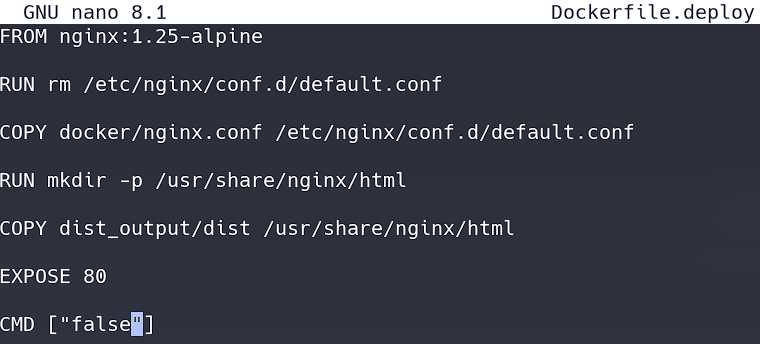 GNU nano 8.1 Dockerfile.deploy
FROM nginx:1.25-alpine
RUN rm /etc/nginx/conf.d/default.conf
COPY docker/nginx.conf /etc/nginx/conf.d/default.conf
RUN mkdir -p /usr/share/nginx/html
COPY dist_output/dist /usr/share/nginx/html
EXPOSE 80
CMD ["false"]